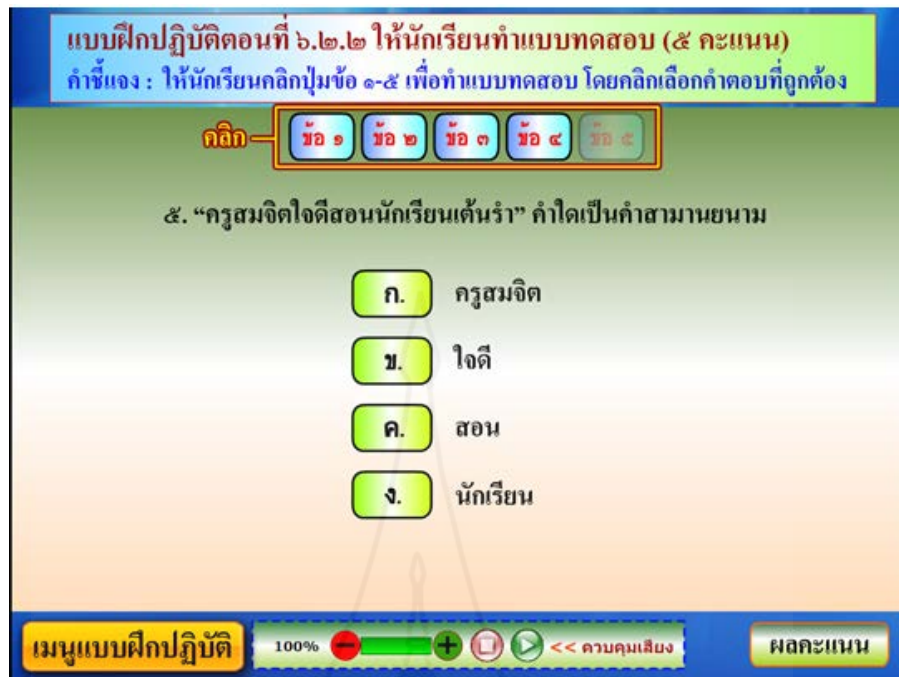 แบบฝึกปฏิบัติตอนที่ ๖.๒.๒ ให้นักเรียนทำแบบทดสอบ (๕ คะแนน)
คำชี้แจง : ให้นักเรียนคลิกปุ่มข้อ ๑-๕ เพื่อทำแบบทดสอบ โดยคลิกเลือกคำตอบที่ถูกต้อง
คลิก ข้อ ๑ ข้อ ๒ ข้อ ๓ ข้อ ๔ ข้อ ๕
๕. “ครูสมจิตใจดีสอนนักเรียนเต้นรำ” คำใดเป็นคำสามานยนาม
ก. ครูสมจิต
ข. ใจดี
ค. สอน
ง. นักเรียน
เมนูแบบฝึกปฏิบัติ 100% << ควบคุมเสียง ผลคะแนน